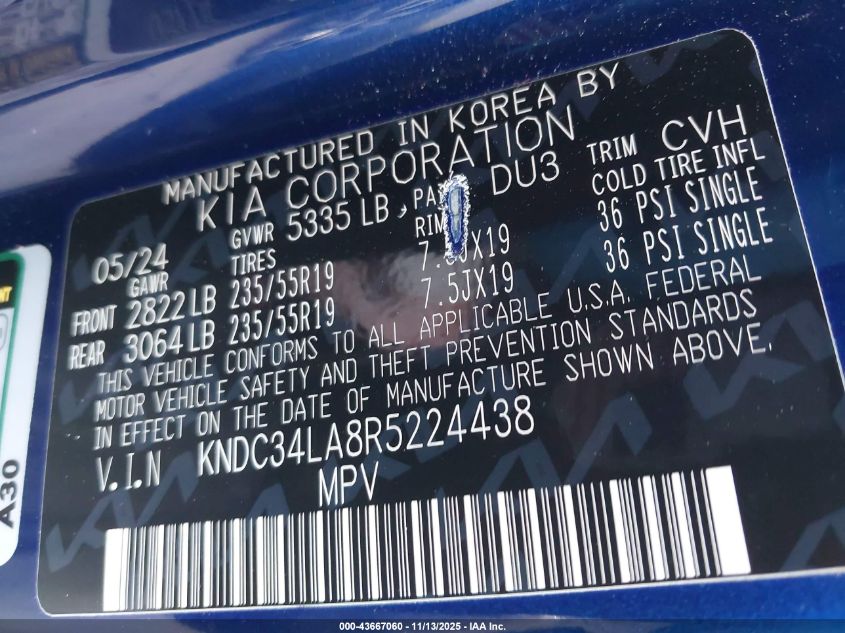 MANUFACTURED IN KOREA BY
KIA CORPORATION
05/24 GVWR 5335 LB DU3 TRIM CVH
GAWR TIRES RIM COLD TIRE INFL
FRONT 2822 LB 235/55R19 JX19 36 PSI SINGLE
REAR 3064 LB 235/55R19 7.5JX19 36 PSI SINGLE
THIS VEHICLE CONFORMS TO ALL APPLICABLE U.S.A. FEDERAL
MOTOR VEHICLE SAFETY AND THEFT PREVENTION STANDARDS
IN EFFECT ON THE DATE OF MANUFACTURE SHOWN ABOVE.
V.I.N KNDC34LA8R5224438
MPV
A30
000-43667060 - 11/13/2025 - IAA Inc.